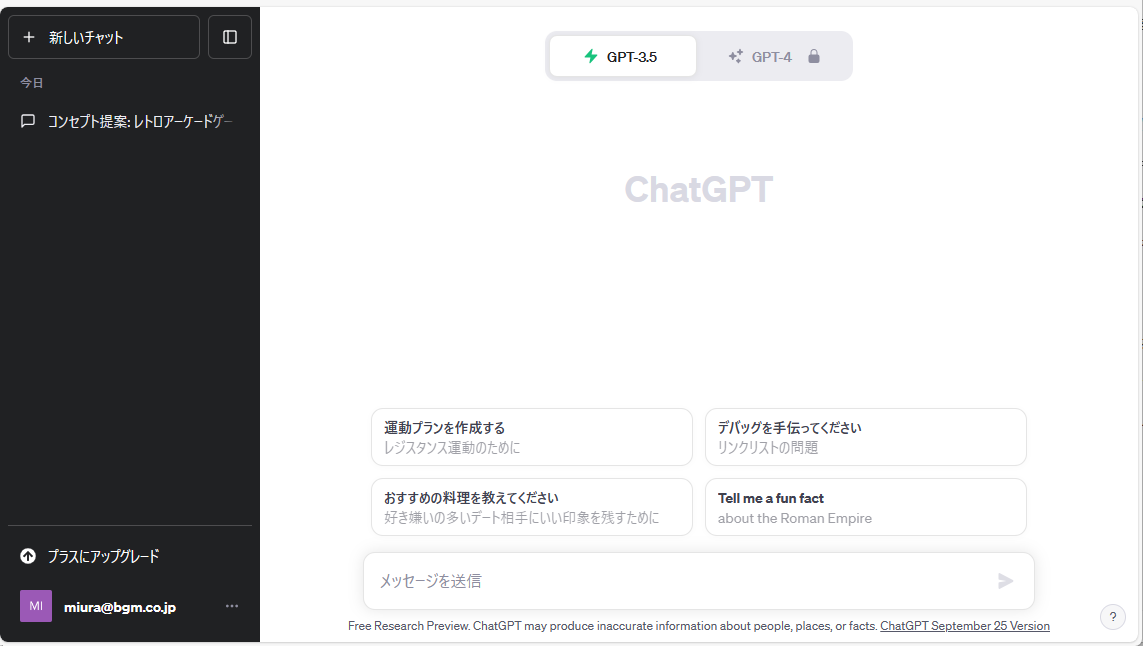 新しいチャット
今日
コンセプト提案: レトロアーケードゲー
プラスにアップグレード
MI
miura@bgm.co.jp
GPT-3.5
GPT-4
ChatGPT
運動プランを作成する
レジスタンス運動のために
デバッグを手伝ってください
リンクリストの問題
おすすめの料理を教えてください
好き嫌いの多いデート相手にいい印象を残すために
Tell me a fun fact
about the Roman Empire
メッセージを送信
Free Research Preview. ChatGPT may produce inaccurate information about people, places, or facts. ChatGPT September 25 Version
?